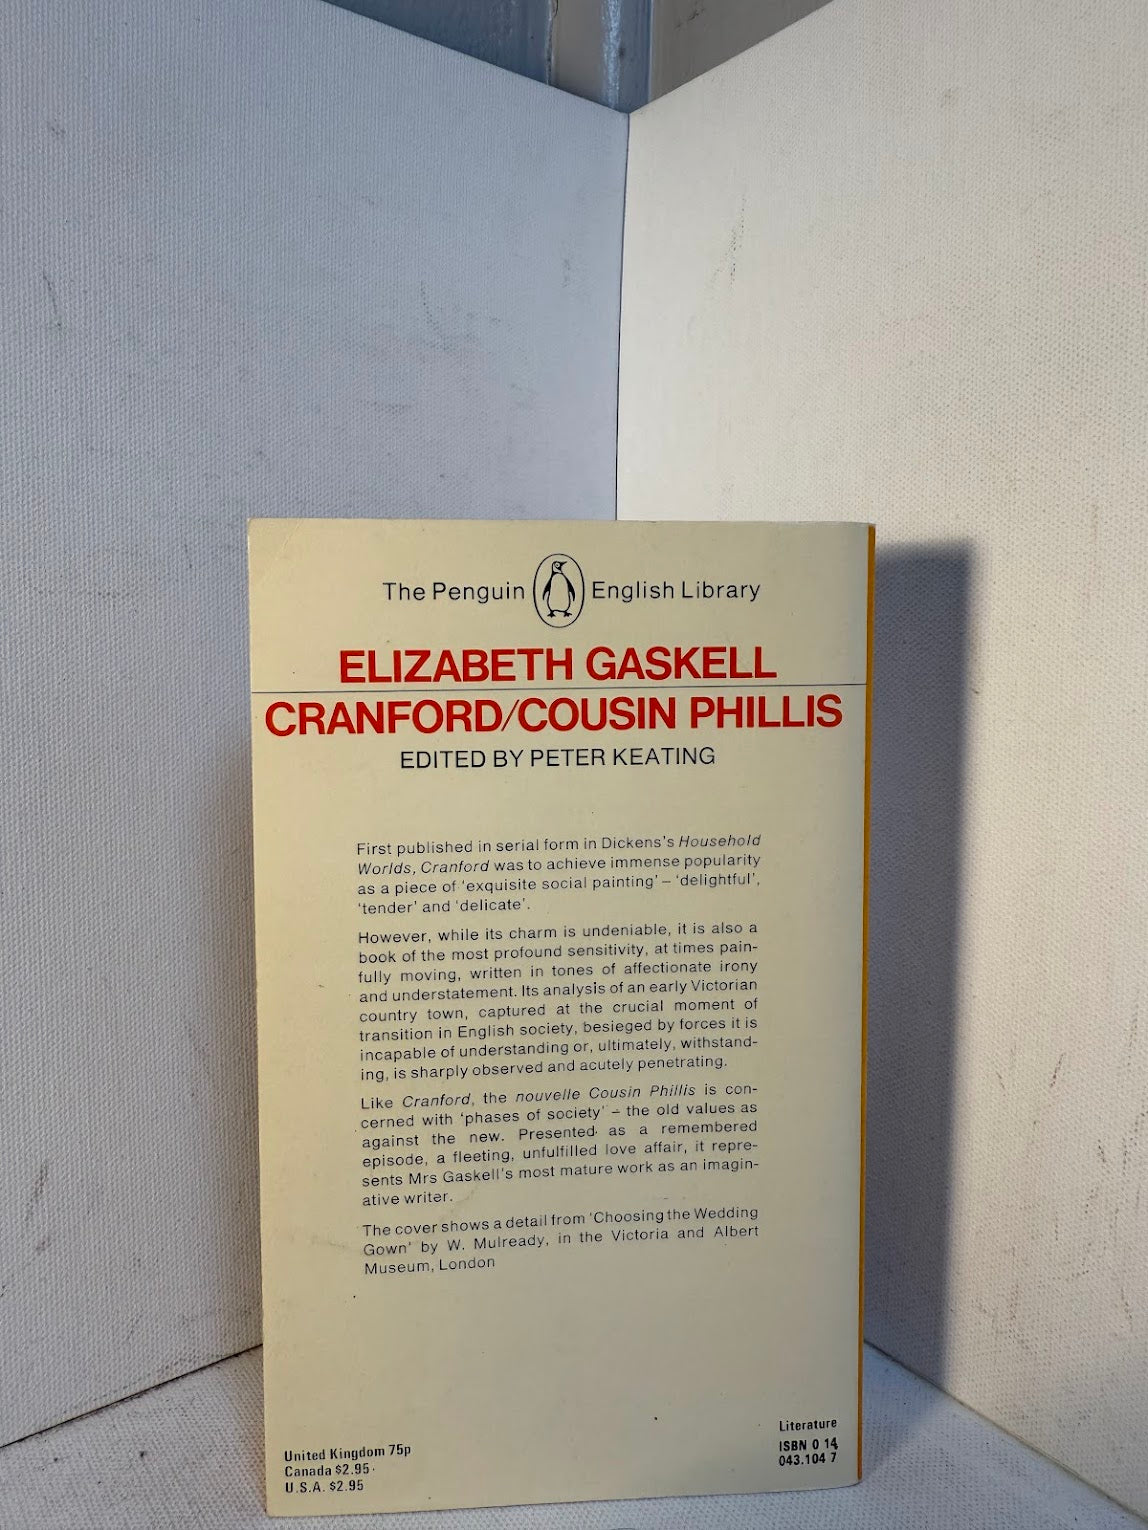 The Penguin English Library
ELIZABETH GASKELL
CRANFORD/COUSIN PHILLIS
EDITED BY PETER KEATING
First published in serial form in Dickens's Household
Worlds, Cranford was to achieve immense popularity
as a piece of 'exquisite social painting' – 'delightful',
'tender' and 'delicate'.
However, while its charm is undeniable, it is also a
book of the most profound sensitivity, at times pain-
fully moving, written in tones of affectionate irony
and understatement. Its analysis of an early Victorian
country town, captured at the crucial moment of
transition in English society, besieged by forces it is
incapable of understanding or, ultimately, withstand-
ing, is sharply observed and acutely penetrating.
Like Cranford, the nouvelle Cousin Phillis is con-
cerned with 'phases of society' – the old values as
against the new. Presented as a remembered
episode, a fleeting, unfulfilled love affair, it repre-
sents Mrs Gaskell's most mature work as an imagin-
ative writer.
The cover shows a detail from 'Choosing the Wedding
Gown' by W. Mulready, in the Victoria and Albert
Museum, London
United Kingdom 75p
Canada $2.95
U.S.A. $2.95
Literature
ISBN 0 14
043.104 7